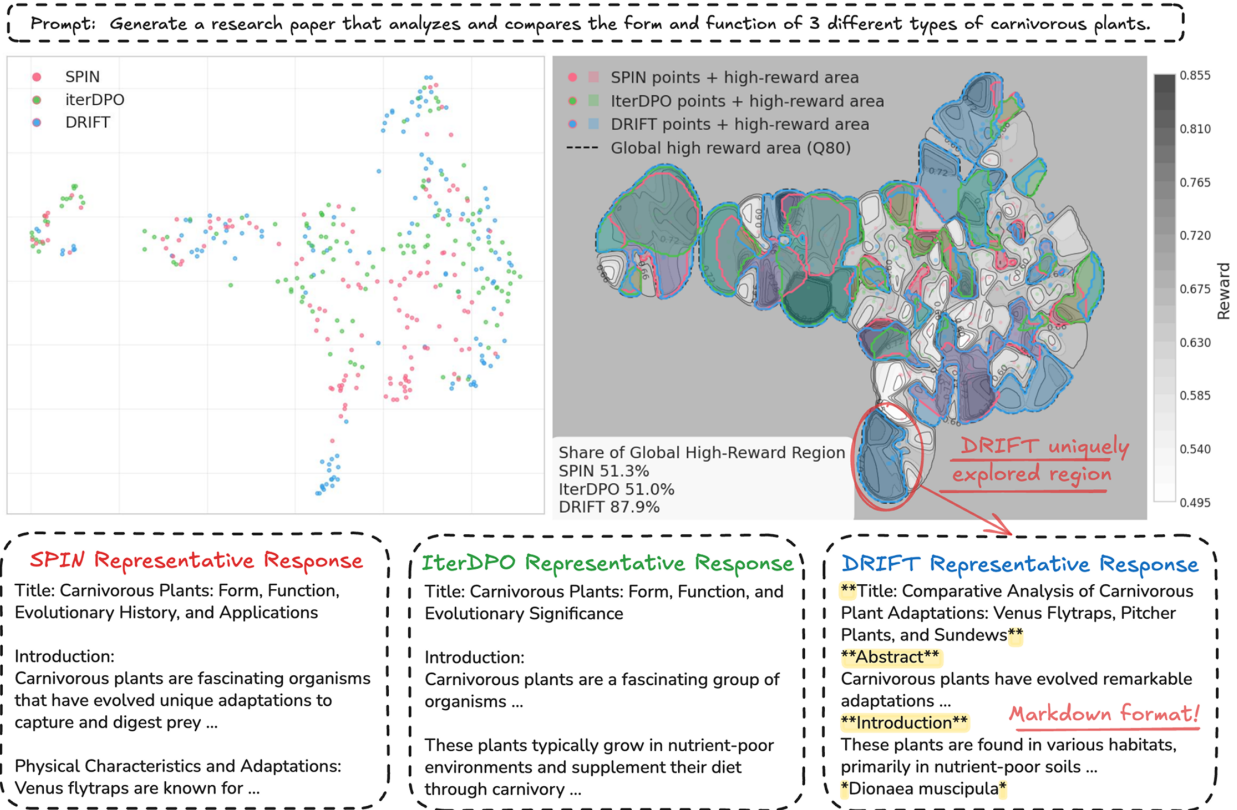 Prompt: Generate a research paper that analyzes and compares the form and function of 3 different types of carnivorous plants.
SPIN
iterDPO
DRIFT
SPIN points + high-reward area
IterDPO points + high-reward area
DRIFT points + high-reward area
Global high reward area (Q80)
0.855
0.810
0.765
0.720
0.675
0.630
0.585
0.540
0.495
Reward
Share of Global High-Reward Region
SPIN 51.3%
IterDPO 51.0%
DRIFT 87.9%
DRIFT uniquely
explored region
SPIN Representative Response
Title: Carnivorous Plants: Form, Function,
Evolutionary History, and Applications
Introduction:
Carnivorous plants are fascinating organisms
that have evolved unique adaptations to
capture and digest prey ...
Physical Characteristics and Adaptations:
Venus flytraps are known for ...
IterDPO Representative Response
Title: Carnivorous Plants: Form, Function, and
Evolutionary Significance
Introduction:
Carnivorous plants are a fascinating group of
organisms ...
These plants typically grow in nutrient-poor
environments and supplement their diet
through carnivory ...
DRIFT Representative Response
**Title: Comparative Analysis of Carnivorous
Plant Adaptations: Venus Flytraps, Pitcher
Plants, and Sundews**
**Abstract**
Carnivorous plants have evolved remarkable
adaptations ...
**Introduction**
Markdown format!
These plants are found in various habitats,
primarily in nutrient-poor soils ...
*Dionaea muscipula*